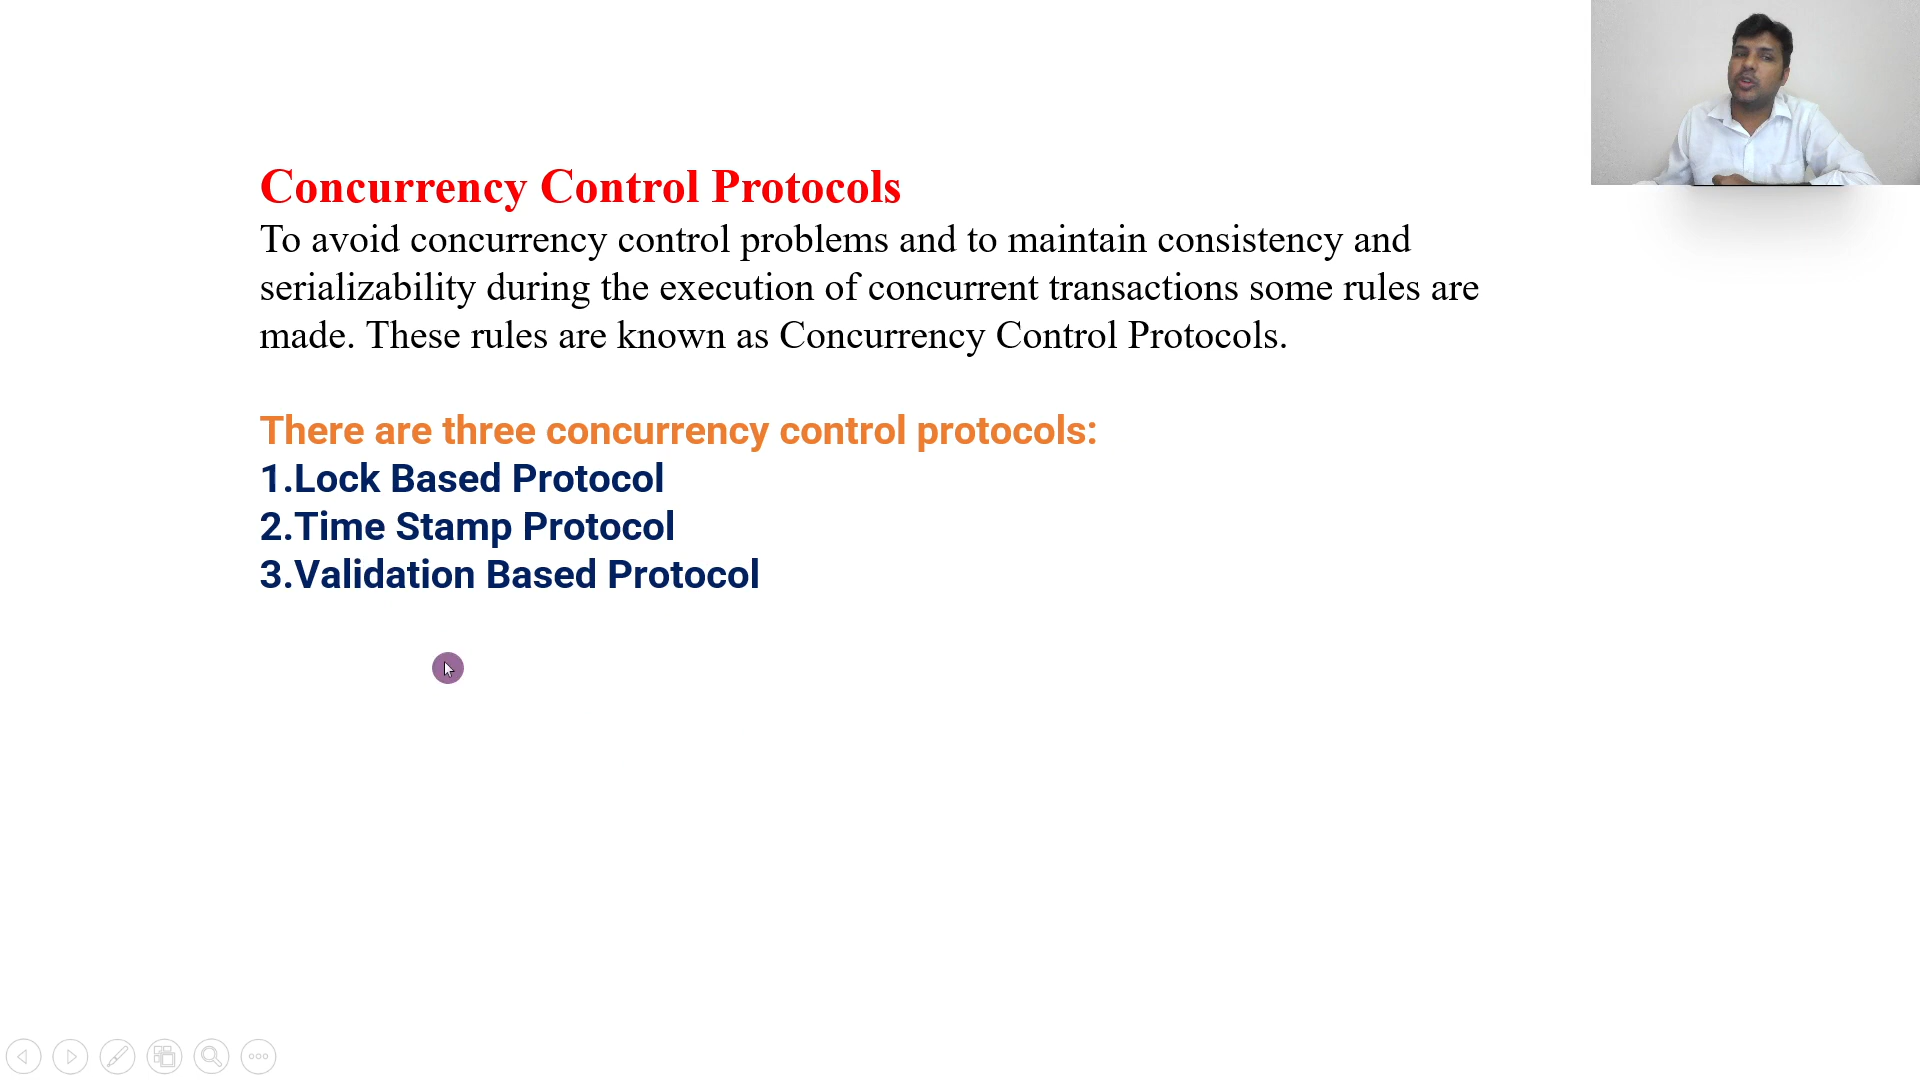 Concurrency Control Protocols
To avoid concurrency control problems and to maintain consistency and
serializability during the execution of concurrent transactions some rules are
made. These rules are known as Concurrency Control Protocols.
There are three concurrency control protocols:
1.Lock Based Protocol
2.Time Stamp Protocol
3.Validation Based Protocol